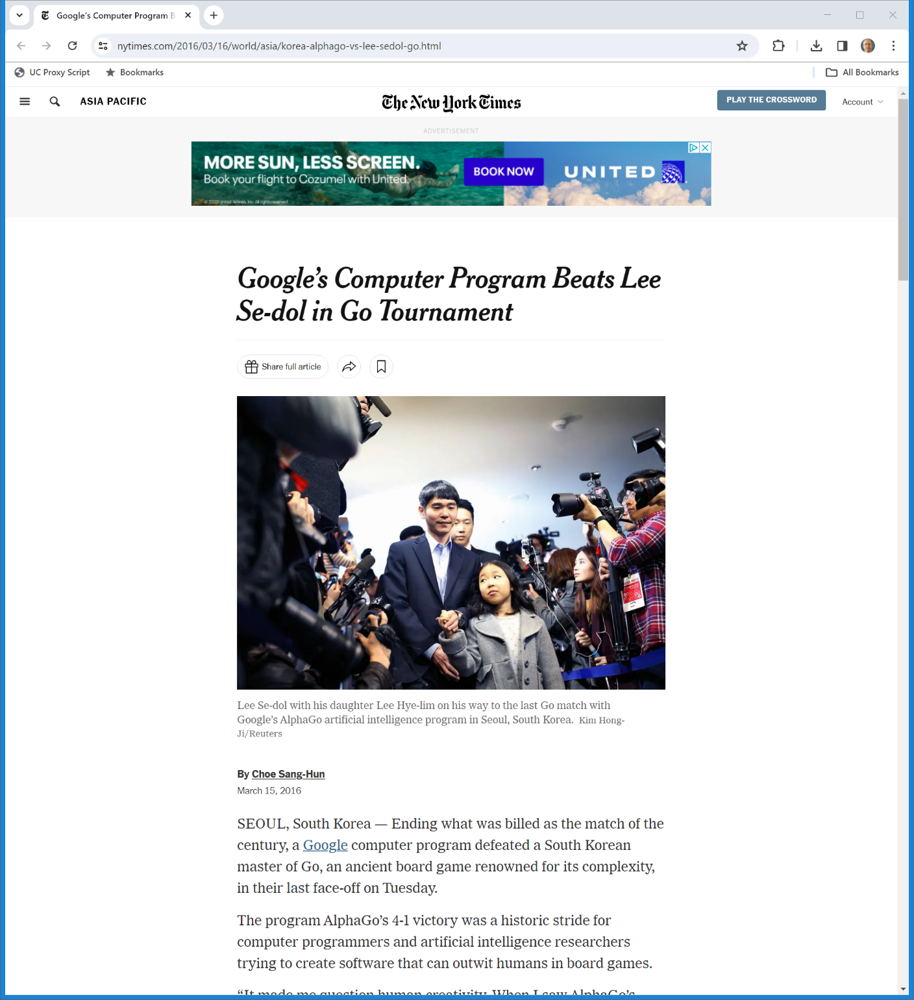 Google's Computer Program B
nytimes.com/2016/03/16/world/asia/korea-alphago-vs-lee-sedol-go.html
UC Proxy Script
Bookmarks
All Bookmarks
ASIA PACIFIC
The New York Times
PLAY THE CROSSWORD
Account
ADVERTISEMENT
MORE SUN, LESS SCREEN.
Book your flight to Cozumel with United.
© 2023 United Airlines, Inc. All rights reserved.
BOOK NOW
UNITED
Google’s Computer Program Beats Lee
Se-dol in Go Tournament
Share full article
Lee Se-dol with his daughter Lee Hye-lim on his way to the last Go match with
Google’s AlphaGo artificial intelligence program in Seoul, South Korea. Kim Hong-
Ji/Reuters
By Choe Sang-Hun
March 15, 2016
SEOUL, South Korea — Ending what was billed as the match of the
century, a Google computer program defeated a South Korean
master of Go, an ancient board game renowned for its complexity,
in their last face-off on Tuesday.
The program AlphaGo’s 4-1 victory was a historic stride for
computer programmers and artificial intelligence researchers
trying to create software that can outwit humans in board games.
“It made me question human creativity. When I saw AlphaGo’s